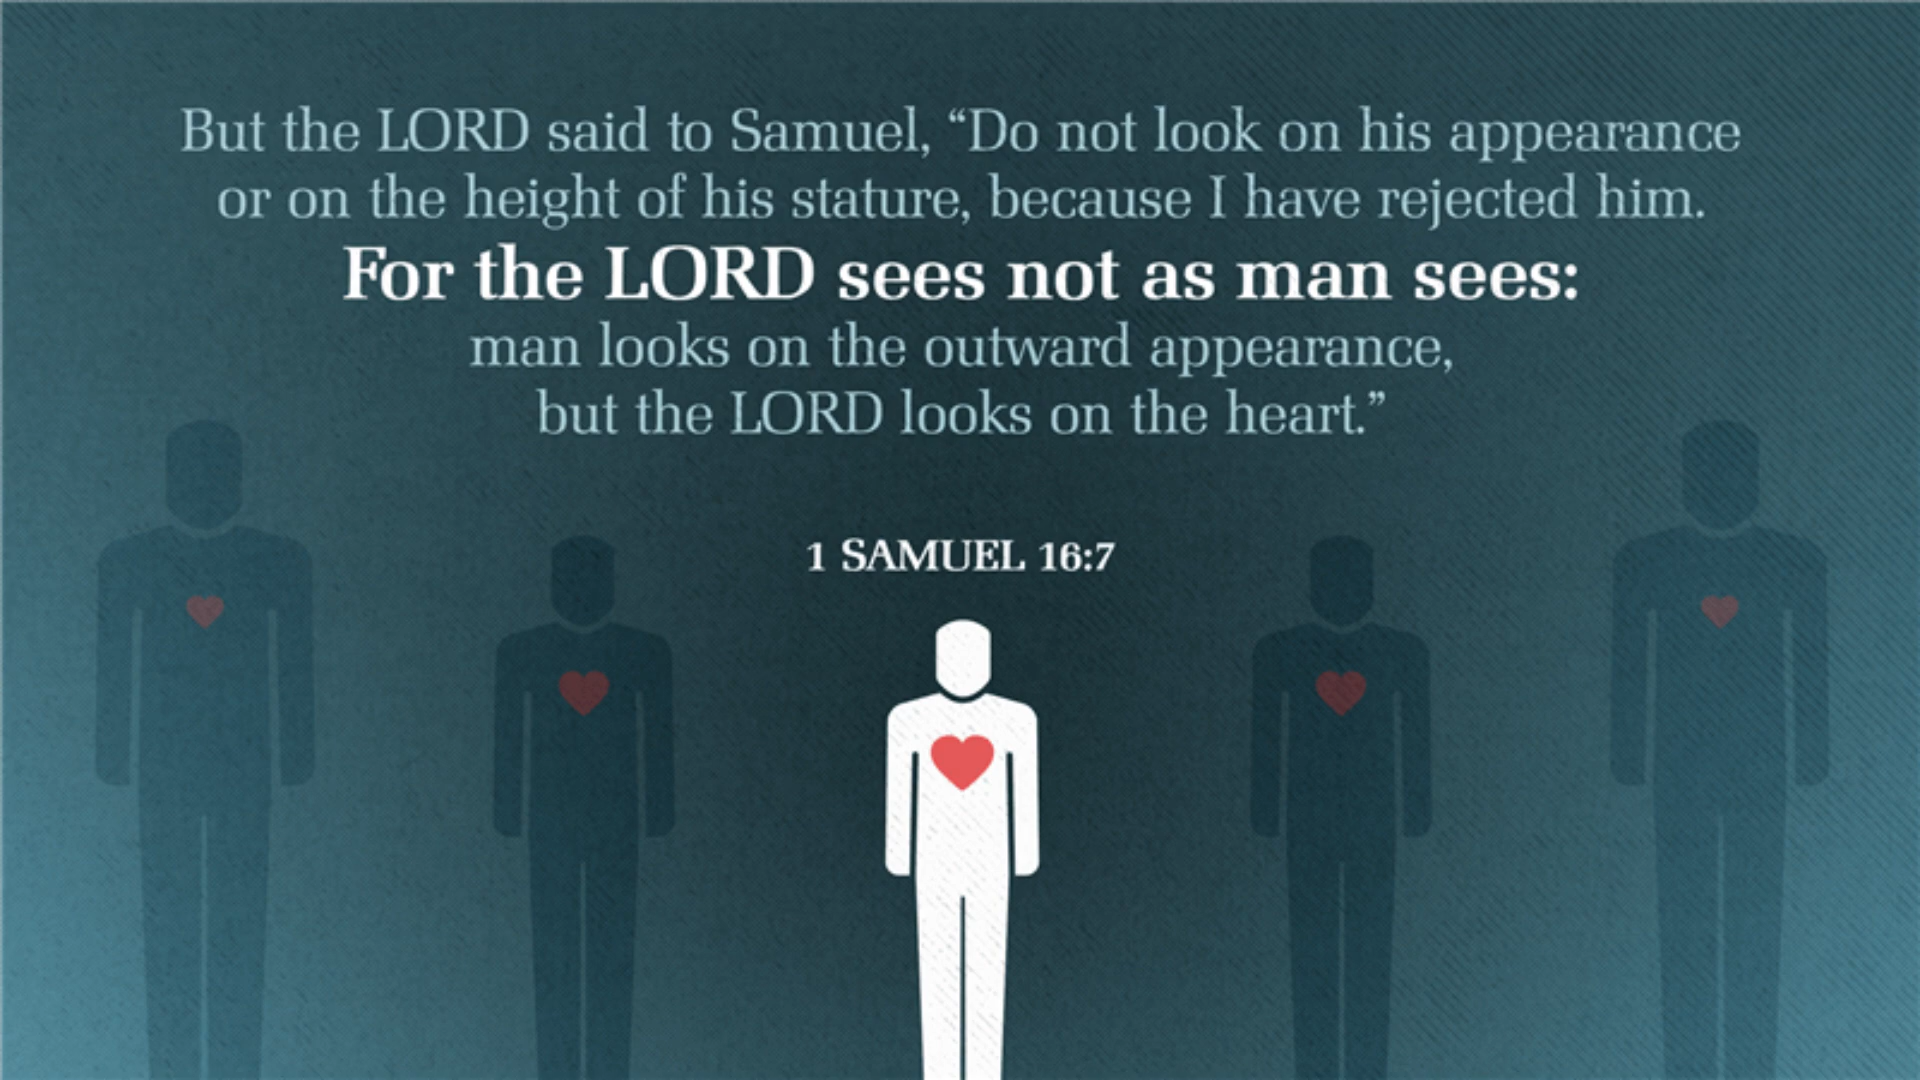 But the LORD said to Samuel, “Do not look on his appearance
or on the height of his stature, because I have rejected him.
For the LORD sees not as man sees:
man looks on the outward appearance,
but the LORD looks on the heart.”
1 SAMUEL 16:7